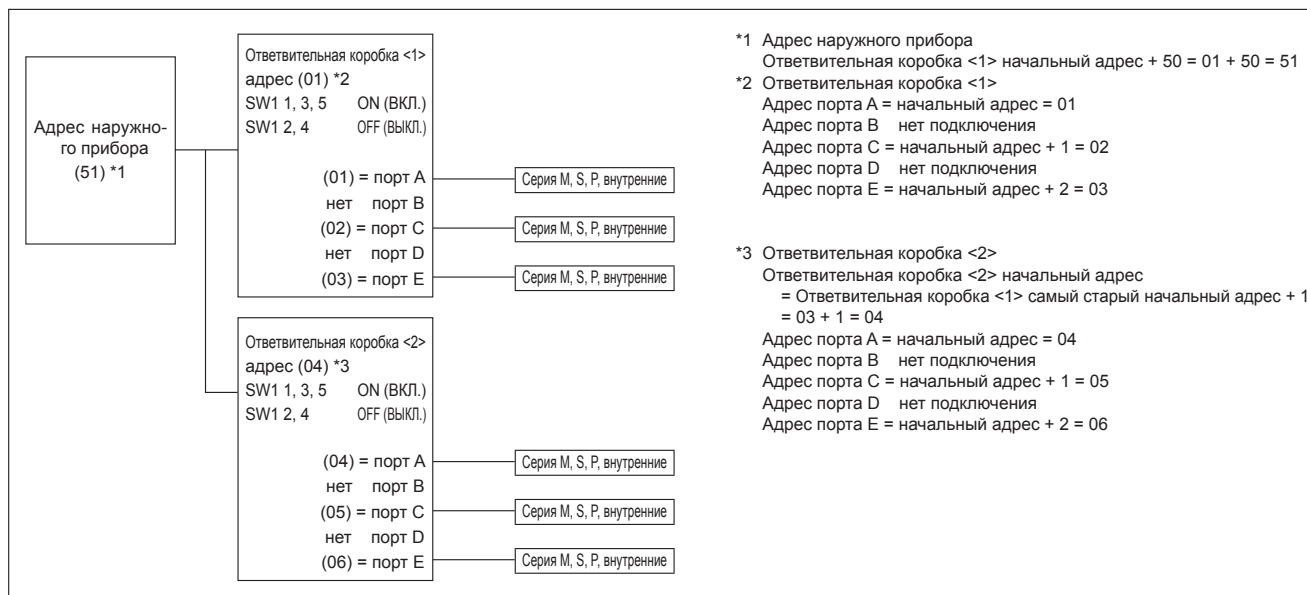 Адрес наружно-
го прибора
(51) *1
Ответвительная коробка <1>
адрес (01) *2
SW1 1, 3, 5 ON (ВКЛ.)
SW1 2, 4 OFF (ВЫКЛ.)
(01) = порт A
нет порт B
(02) = порт C
нет порт D
(03) = порт E
Серия M, S, P, внутренние
Серия M, S, P, внутренние
Серия M, S, P, внутренние
Ответвительная коробка <2>
адрес (04) *3
SW1 1, 3, 5 ON (ВКЛ.)
SW1 2, 4 OFF (ВЫКЛ.)
(04) = порт A
нет порт B
(05) = порт C
нет порт D
(06) = порт E
Серия M, S, P, внутренние
Серия M, S, P, внутренние
Серия M, S, P, внутренние
*1 Адрес наружного прибора
Ответвительная коробка <1> начальный адрес + 50 = 01 + 50 = 51
*2 Ответвительная коробка <1>
Адрес порта A = начальный адрес = 01
Адрес порта B нет подключения
Адрес порта C = начальный адрес + 1 = 02
Адрес порта D нет подключения
Адрес порта E = начальный адрес + 2 = 03
*3 Ответвительная коробка <2>
Ответвительная коробка <2> начальный адрес
= Ответвительная коробка <1> самый старый начальный адрес + 1
= 03 + 1 = 04
Адрес порта A = начальный адрес = 04
Адрес порта B нет подключения
Адрес порта C = начальный адрес + 1 = 05
Адрес порта D нет подключения
Адрес порта E = начальный адрес + 2 = 06